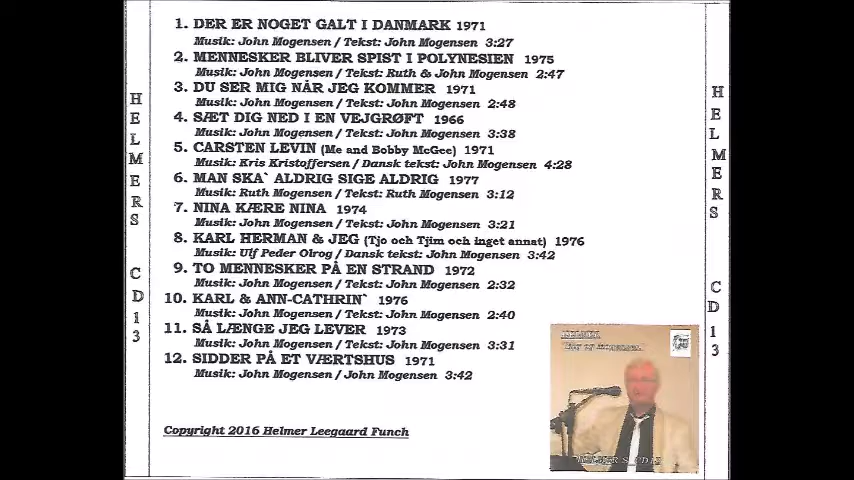 1. DER ER NOGET GALT I DANMARK 1971
Musik: John Mogensen / Tekst: John Mogensen 3:27
2. MENNESKER BLIVER SPIST I POLYNESIEN 1975
Musik: John Mogensen / Tekst: Ruth & John Mogensen 2:47
3. DU SER MIG NÅR JEG KOMMER 1971
Musik: John Mogensen / Tekst: John Mogensen 2:48
4. SÆT DIG NED I EN VEJGRØFT 1966
Musik: John Mogensen / Tekst: John Mogensen 3:38
5. CARSTEN LEVIN (Me and Bobby McGee) 1971
Musik: Kris Kristoffersen / Dansk tekst: John Mogensen 4:28
6. MAN SKA` ALDRIG SIGE ALDRIG 1977
Musik: Ruth Mogensen / Tekst: Ruth Mogensen 3:12
7. NINA KÆRE NINA 1974
Musik: John Mogensen / Tekst: John Mogensen 3:21
8. KARL HERMAN & JEG (Tjo och Tjim och inget annat) 1976
Musik: Ulf Peder Olrog / Dansk tekst: John Mogensen 3:42
9. TO MENNESKER PÅ EN STRAND 1972
Musik: John Mogensen / Tekst: John Mogensen 2:32
10. KARL & ANN-CATHRIN` 1976
Musik: John Mogensen / Tekst: John Mogensen 2:40
11. SÅ LÆNGE JEG LEVER 1973
Musik: John Mogensen / Tekst: John Mogensen 3:31
12. SIDDER PÅ ET VÆRTSHUS 1971
Musik: John Mogensen / John Mogensen 3:42
Copyright 2016 Helmer Leegaard Funch
HELMERS CD13
HELMERS CD13